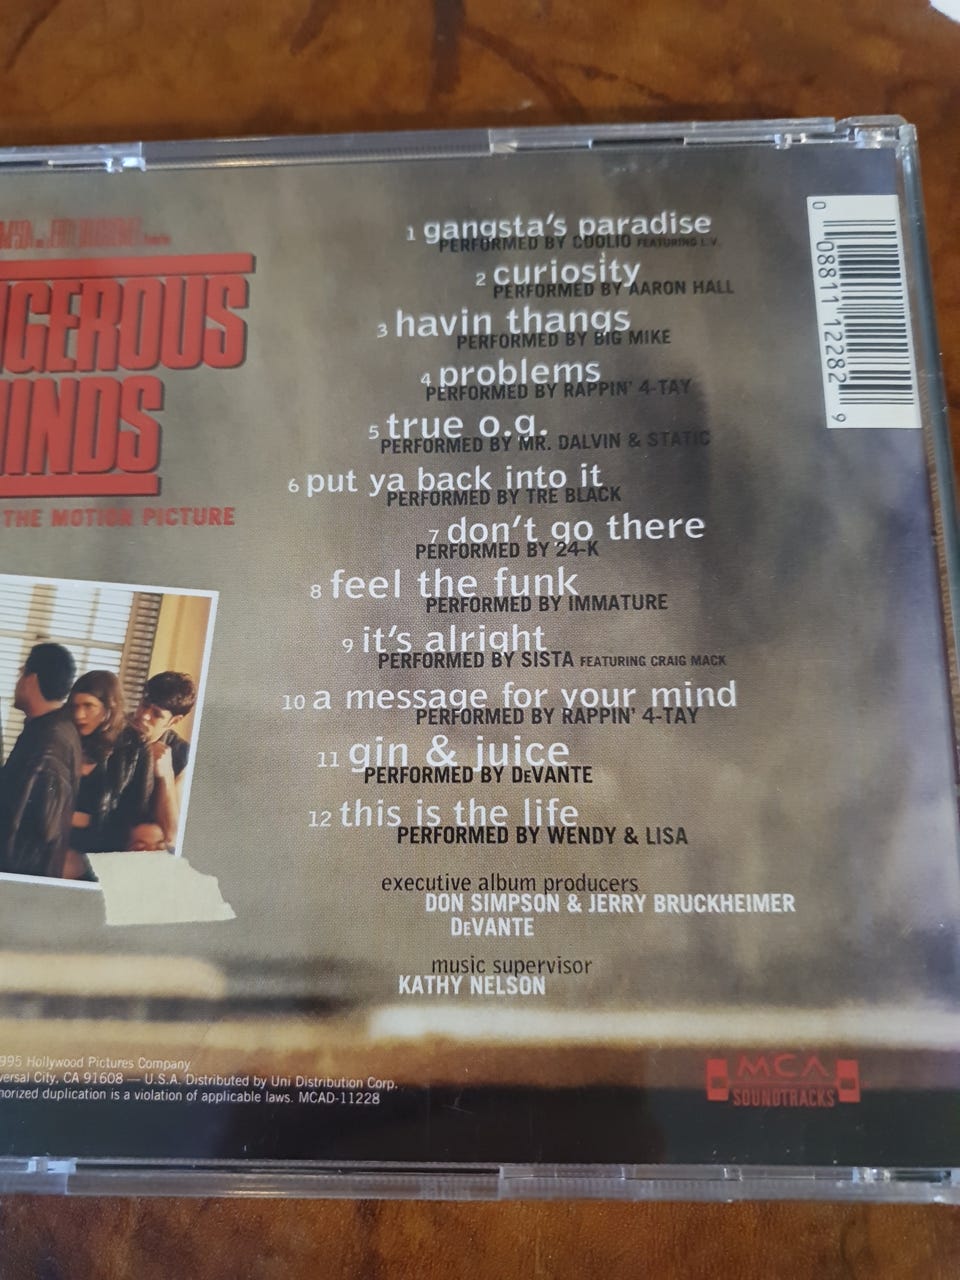 NGEROUS
INDS
THE MOTION PICTURE
1 gangsta's paradise
PERFORMED BY COOLIO FEATURING L.V.
2 curiosity
PERFORMED BY AARON HALL
3 havin thangs
PERFORMED BY BIG MIKE
4 problems
PERFORMED BY RAPPIN' 4-TAY
5 true o.g.
PERFORMED BY MR. DALVIN & STATIC
6 put ya back into it
PERFORMED BY TRE BLACK
7 don't go there
PERFORMED BY 24-K
8 feel the funk
PERFORMED BY IMMATURE
9 it's alright
PERFORMED BY SISTA FEATURING CRAIG MACK
10 a message for your mind
PERFORMED BY RAPPIN' 4-TAY
11 gin & juice
PERFORMED BY DeVANTE
12 this is the life
PERFORMED BY WENDY & LISA
executive album producers
DON SIMPSON & JERRY BRUCKHEIMER
DeVANTE
music supervisor
KATHY NELSON
0 08811 12282 9
995 Hollywood Pictures Company
versal City, CA 91608 — U.S.A. Distributed by Uni Distribution Corp.
horized duplication is a violation of applicable laws. MCAD-11228
MCA
SOUNDTRACKS